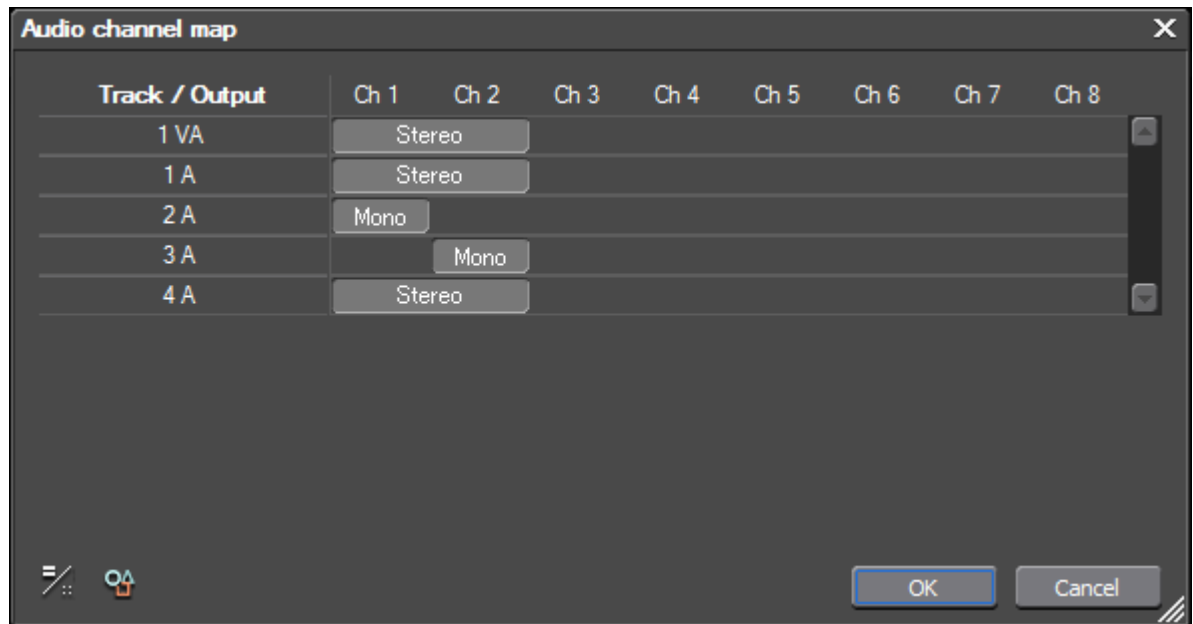 Audio channel map
Track / Output Ch 1 Ch 2 Ch 3 Ch 4 Ch 5 Ch 6 Ch 7 Ch 8
1 VA Stereo
1 A Stereo
2 A Mono
3 A Mono
4 A Stereo
OK Cancel